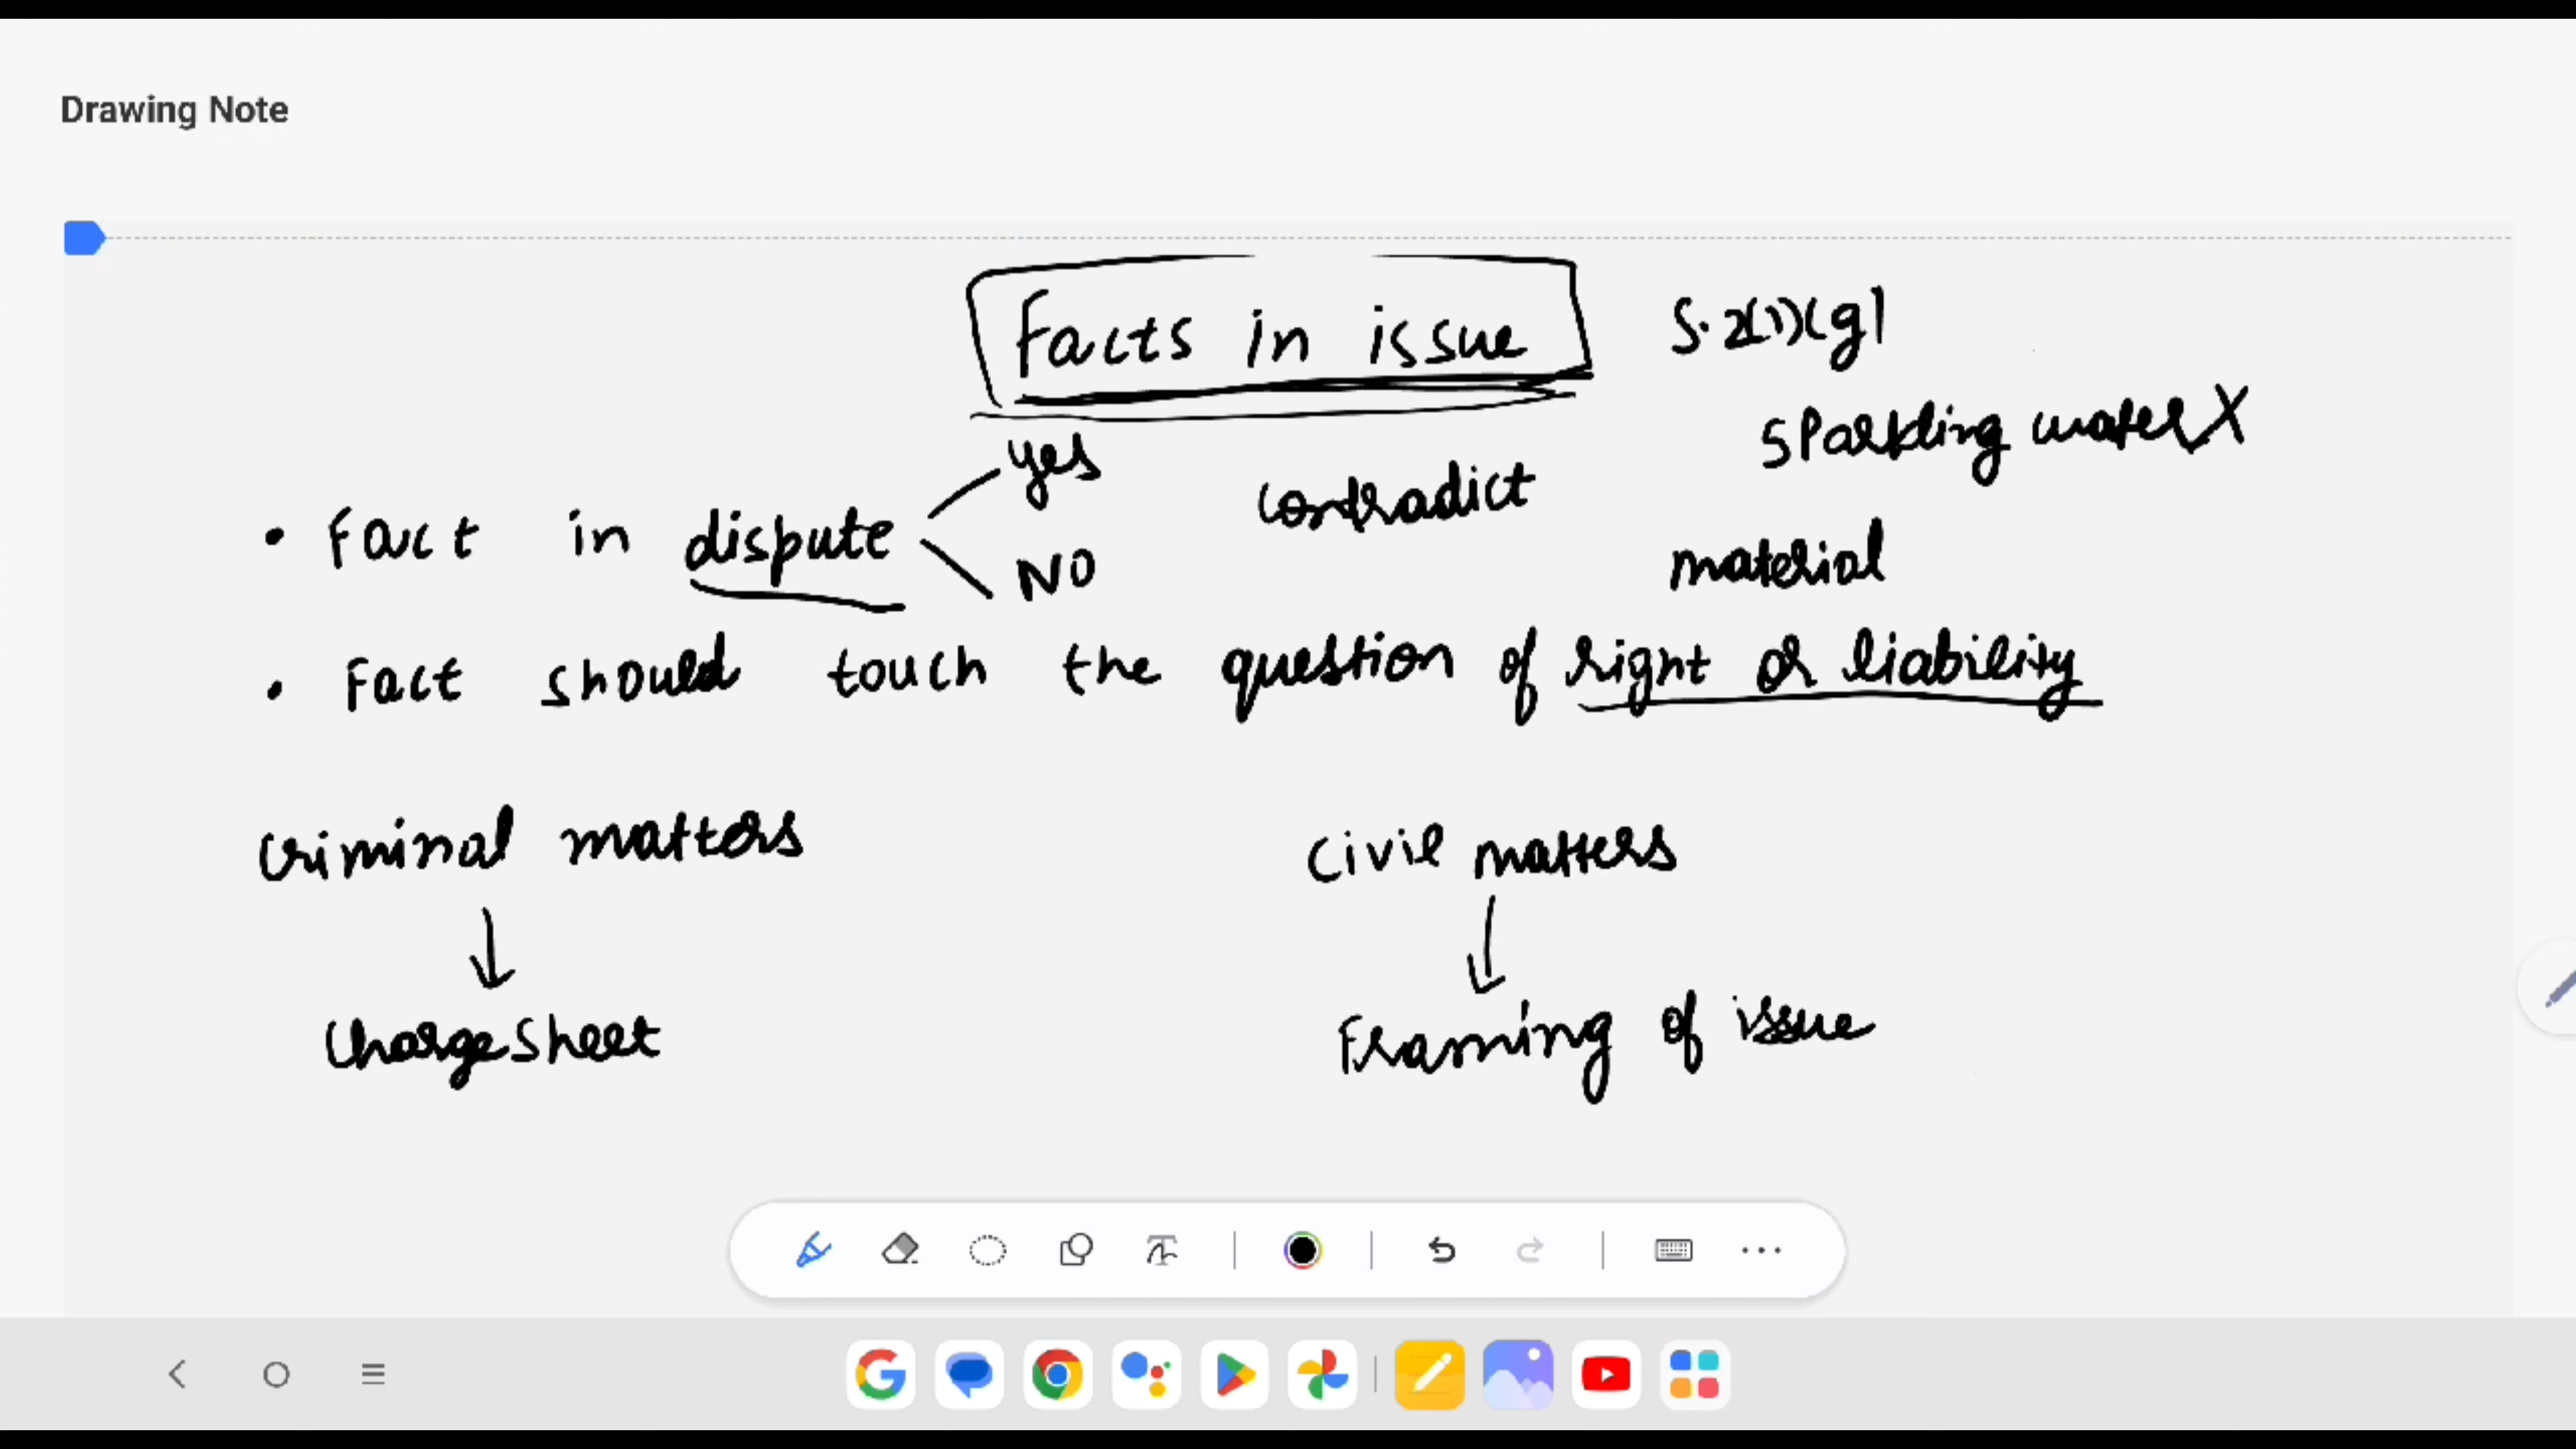 Drawing Note
Facts in issue S. 2(1)(g)
Sparkling water X
yes
contradict
• Fact in dispute
NO
material
• Fact should touch the question of right or liability
Criminal matters Civil matters
Chargesheet Framing of issue